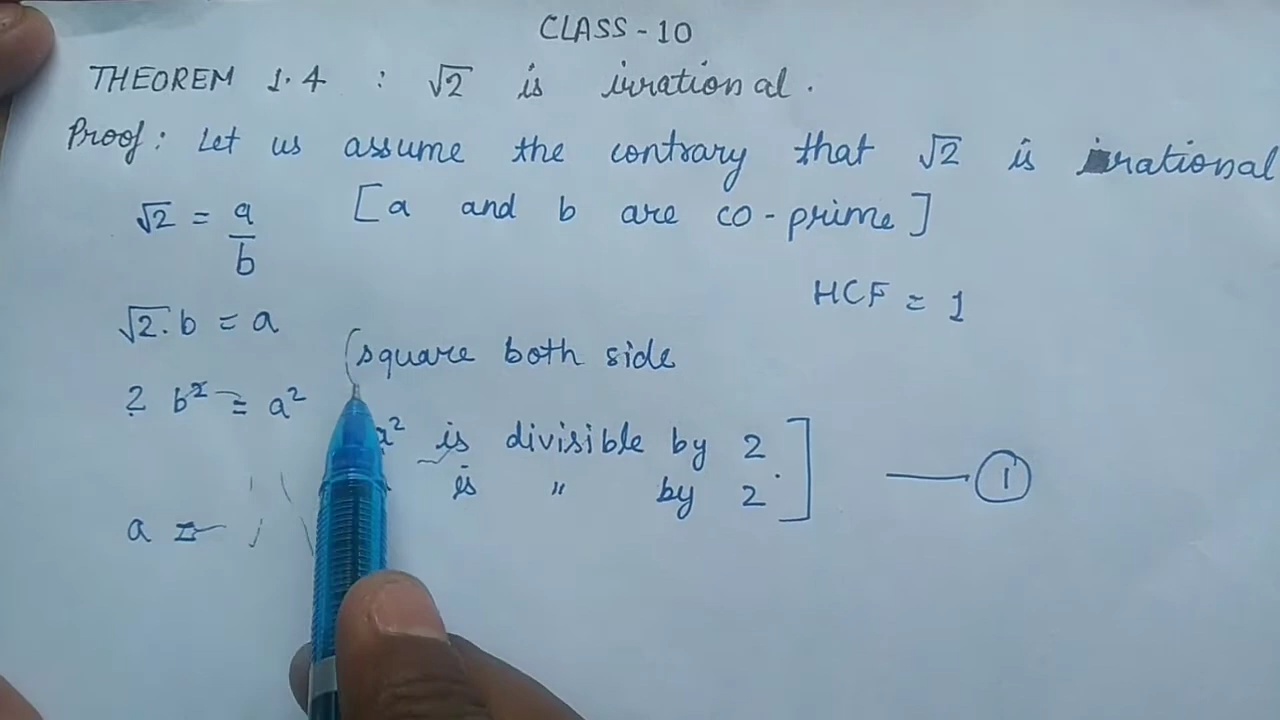 CLASS - 10
THEOREM 1.4 : √2 is irrational.
Proof: Let us assume the contrary that √2 is rational
√2 = a/b [a and b are co-prime]
HCF = 1
√2.b = a
(square both side
2 b² = a²
a² is divisible by 2
is " by 2.
1
a =